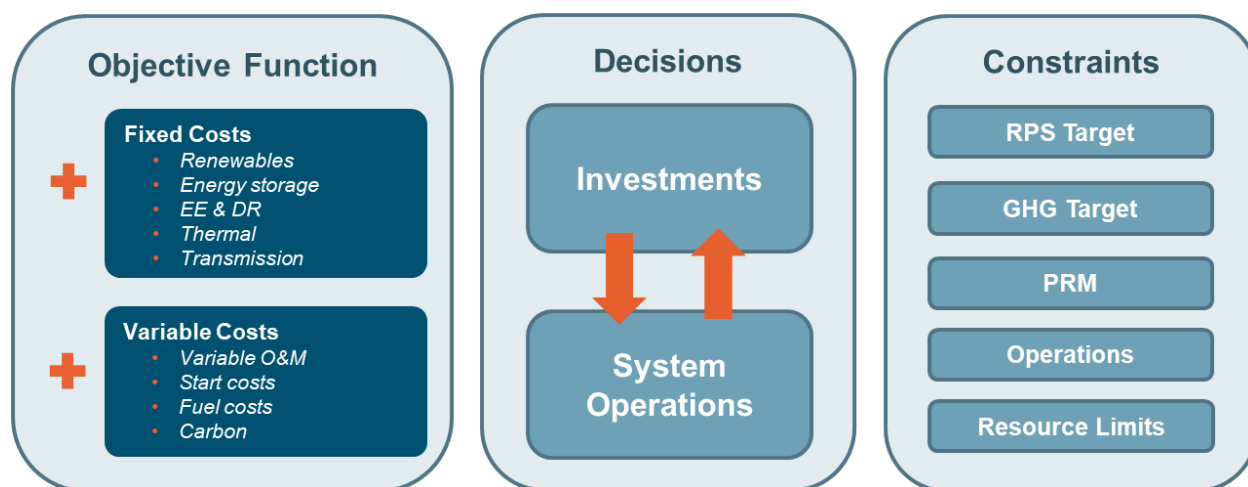 Objective Function
Fixed Costs
• Renewables
• Energy storage
• EE & DR
• Thermal
• Transmission
Variable Costs
• Variable O&M
• Start costs
• Fuel costs
• Carbon
Decisions
Investments
System
Operations
Constraints
RPS Target
GHG Target
PRM
Operations
Resource Limits